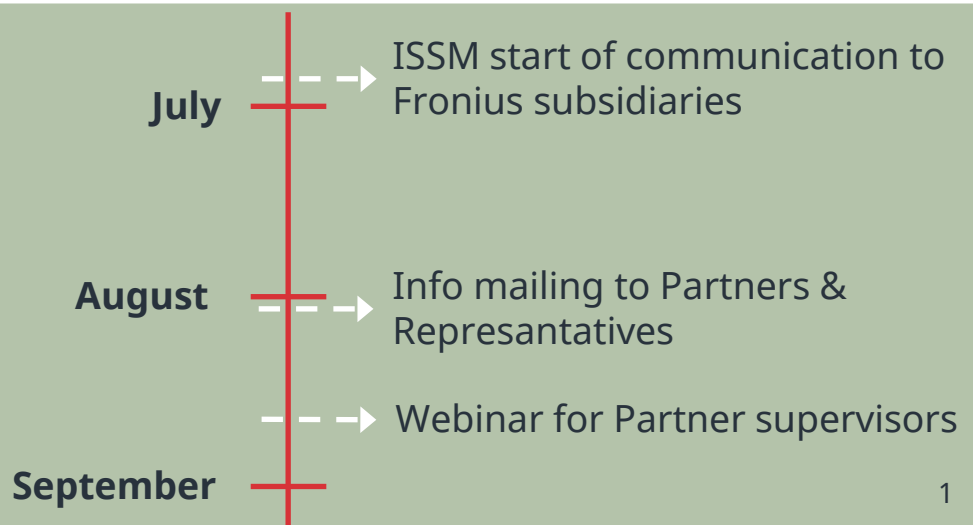 ISSM start of communication to
Fronius subsidiaries
July
Info mailing to Partners &
August
Represantatives
Webinar for Partner supervisors
September
1